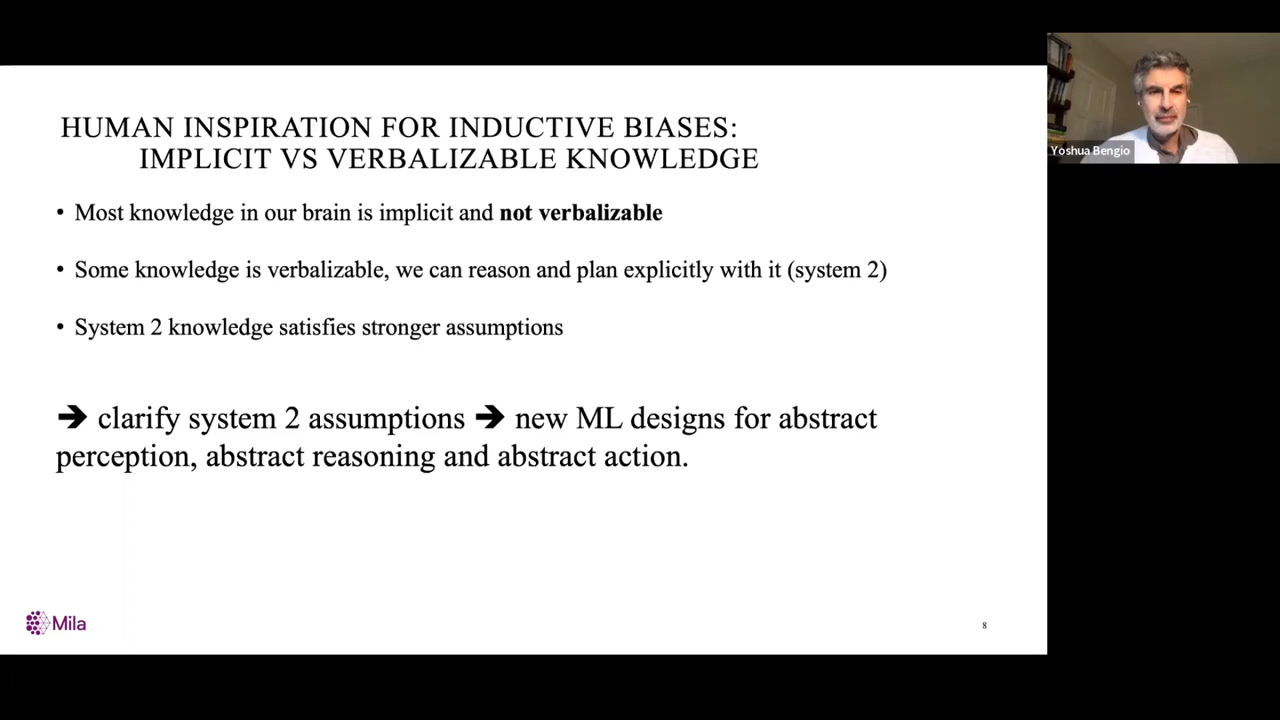 HUMAN INSPIRATION FOR INDUCTIVE BIASES:
IMPLICIT VS VERBALIZABLE KNOWLEDGE
• Most knowledge in our brain is implicit and not verbalizable
• Some knowledge is verbalizable, we can reason and plan explicitly with it (system 2)
• System 2 knowledge satisfies stronger assumptions
➔ clarify system 2 assumptions ➔ new ML designs for abstract
perception, abstract reasoning and abstract action.
Mila
8
Yoshua Bengio